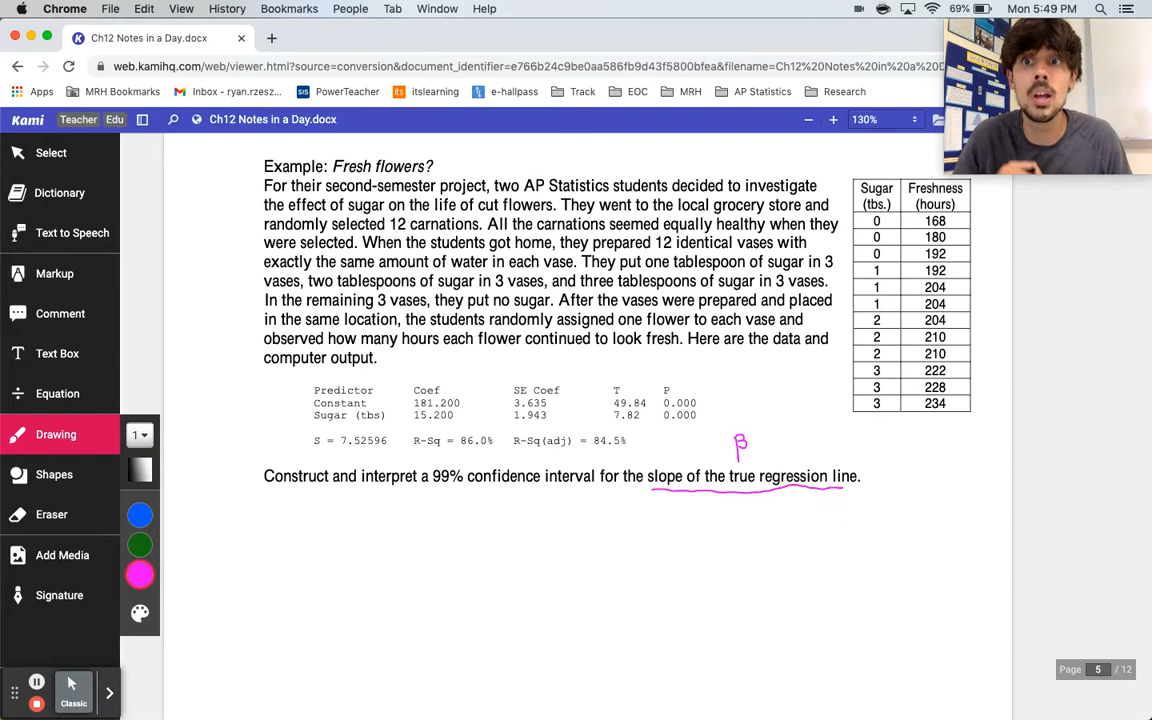 Chrome File Edit View History Bookmarks People Tab Window Help 69% Mon 5:49 PM
Ch12 Notes in a Day.docx
web.kamihq.com/web/viewer.html?source=conversion&document_identifier=e766b24c9be0aa586fb9d43f5800bfea&filename=Ch12%20Notes%20in%20a%20D
Apps MRH Bookmarks Inbox - ryan.rzesz... SIS PowerTeacher its itslearning e-hallpass Track EOC MRH AP Statistics Research
Kami Teacher Edu Ch12 Notes in a Day.docx 130%
Select
Dictionary
Text to Speech
Markup
Comment
Text Box
Equation
Drawing
1
Shapes
Eraser
Add Media
Signature
Classic
Example: Fresh flowers?
For their second-semester project, two AP Statistics students decided to investigate
the effect of sugar on the life of cut flowers. They went to the local grocery store and
randomly selected 12 carnations. All the carnations seemed equally healthy when they
were selected. When the students got home, they prepared 12 identical vases with
exactly the same amount of water in each vase. They put one tablespoon of sugar in 3
vases, two tablespoons of sugar in 3 vases, and three tablespoons of sugar in 3 vases.
In the remaining 3 vases, they put no sugar. After the vases were prepared and placed
in the same location, the students randomly assigned one flower to each vase and
observed how many hours each flower continued to look fresh. Here are the data and
computer output.
Sugar Freshness
(tbs.) (hours)
0 168
0 180
0 192
1 192
1 204
1 204
2 204
2 210
2 210
3 222
3 228
3 234
Predictor Coef SE Coef T P
Constant 181.200 3.635 49.84 0.000
Sugar (tbs) 15.200 1.943 7.82 0.000
S = 7.52596 R-Sq = 86.0% R-Sq(adj) = 84.5%
β
Construct and interpret a 99% confidence interval for the slope of the true regression line.
Page 5 / 12